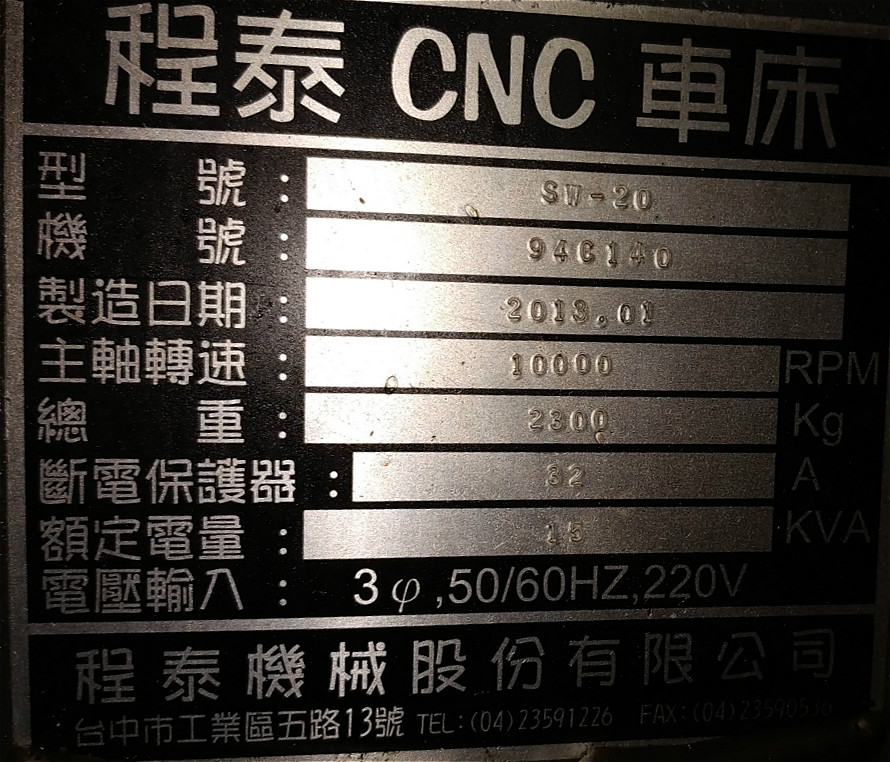 程泰 CNC 車床
型號：SW-20
機號：94C140
製造日期：2013.01
主軸轉速：10000 RPM
總重：2300 Kg
斷電保護器：32 A
額定電量：15 KVA
電壓輸入：3φ,50/60HZ,220V
程泰機械股份有限公司
台中市工業區五路13號 TEL:(04)23591226 FAX:(04)23590536